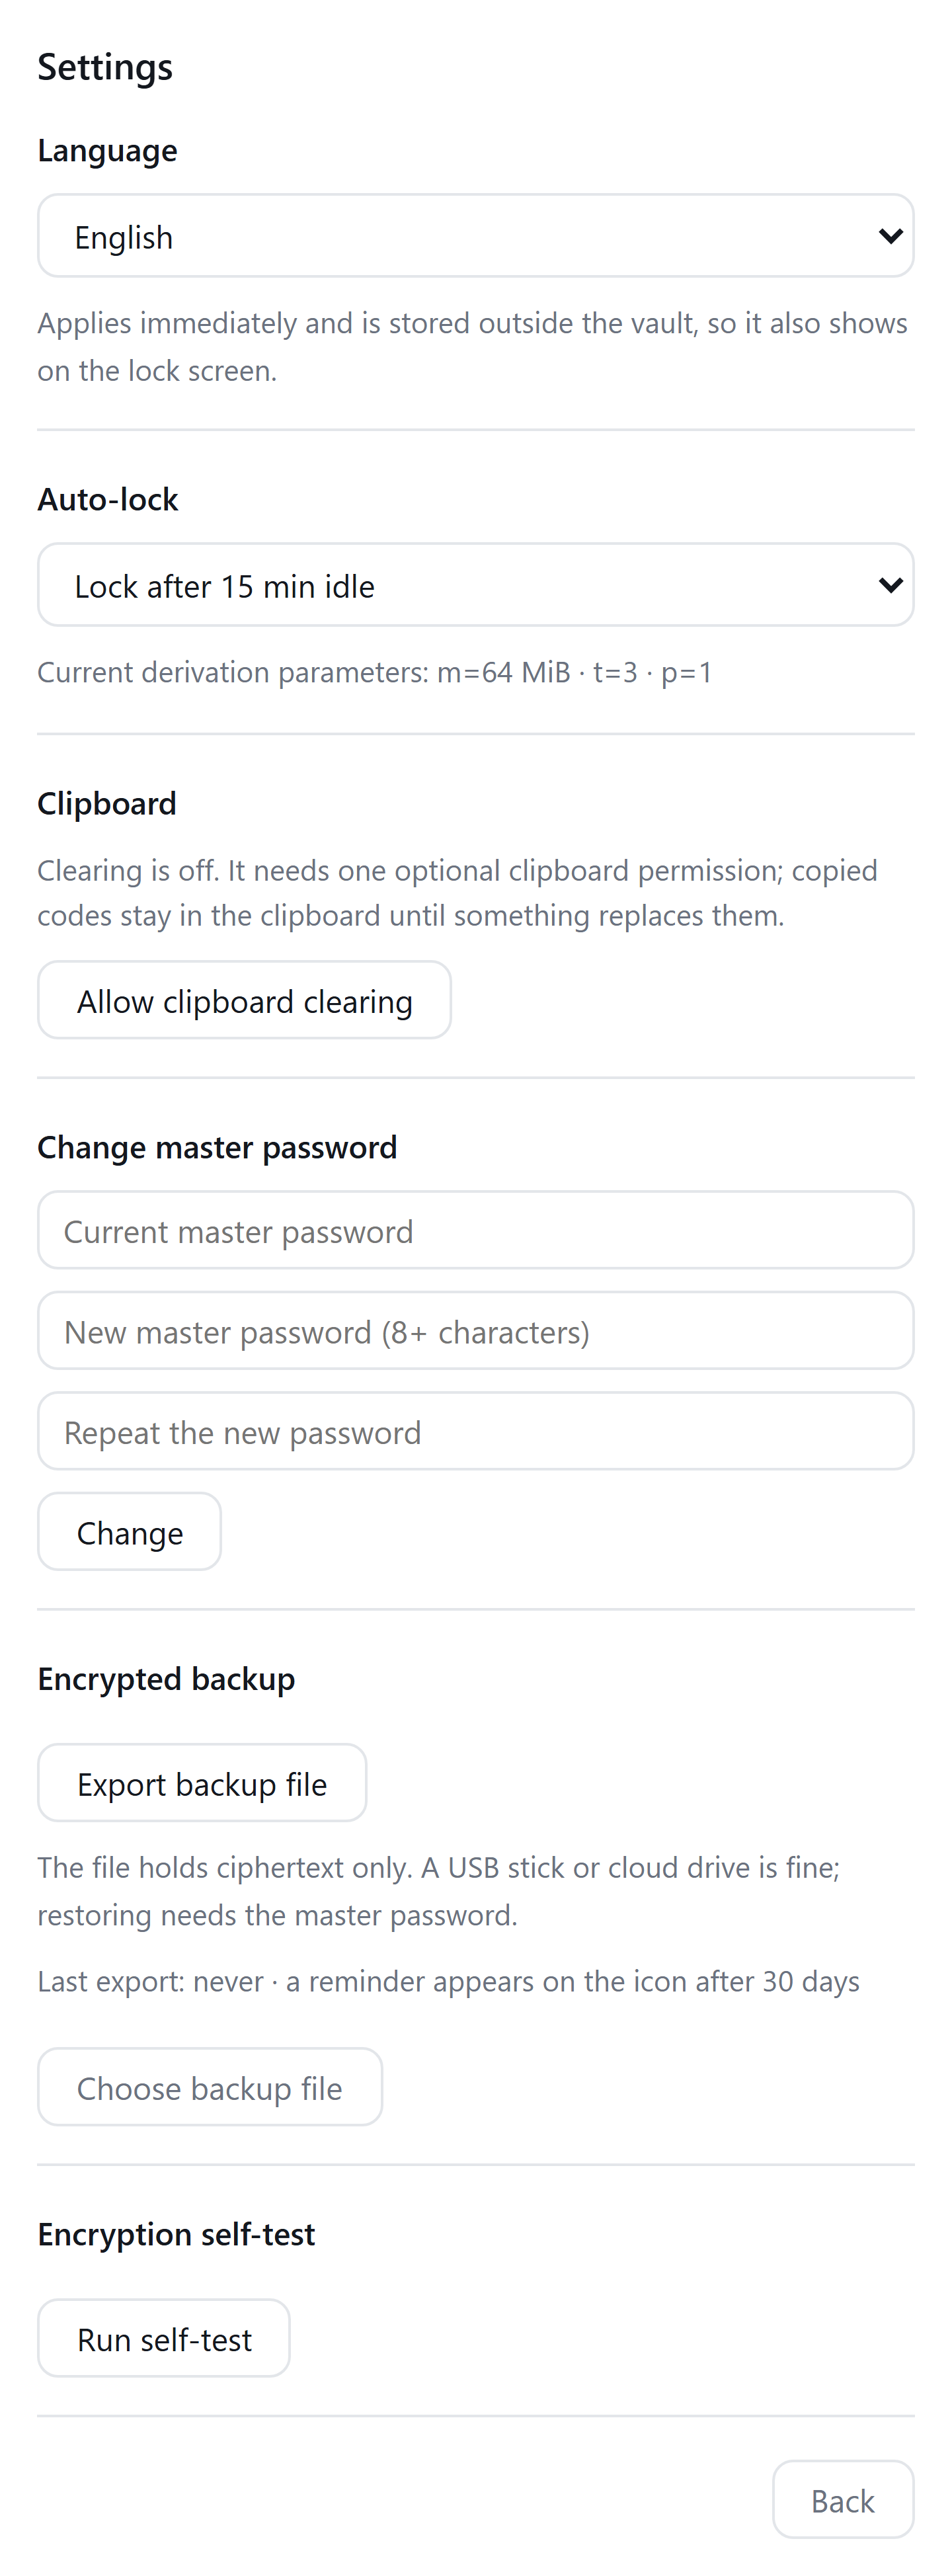 Settings
Language
English
Applies immediately and is stored outside the vault, so it also shows
on the lock screen.
Auto-lock
Lock after 15 min idle
Current derivation parameters: m=64 MiB · t=3 · p=1
Clipboard
Clearing is off. It needs one optional clipboard permission; copied
codes stay in the clipboard until something replaces them.
Allow clipboard clearing
Change master password
Current master password
New master password (8+ characters)
Repeat the new password
Change
Encrypted backup
Export backup file
The file holds ciphertext only. A USB stick or cloud drive is fine;
restoring needs the master password.
Last export: never · a reminder appears on the icon after 30 days
Choose backup file
Encryption self-test
Run self-test
Back